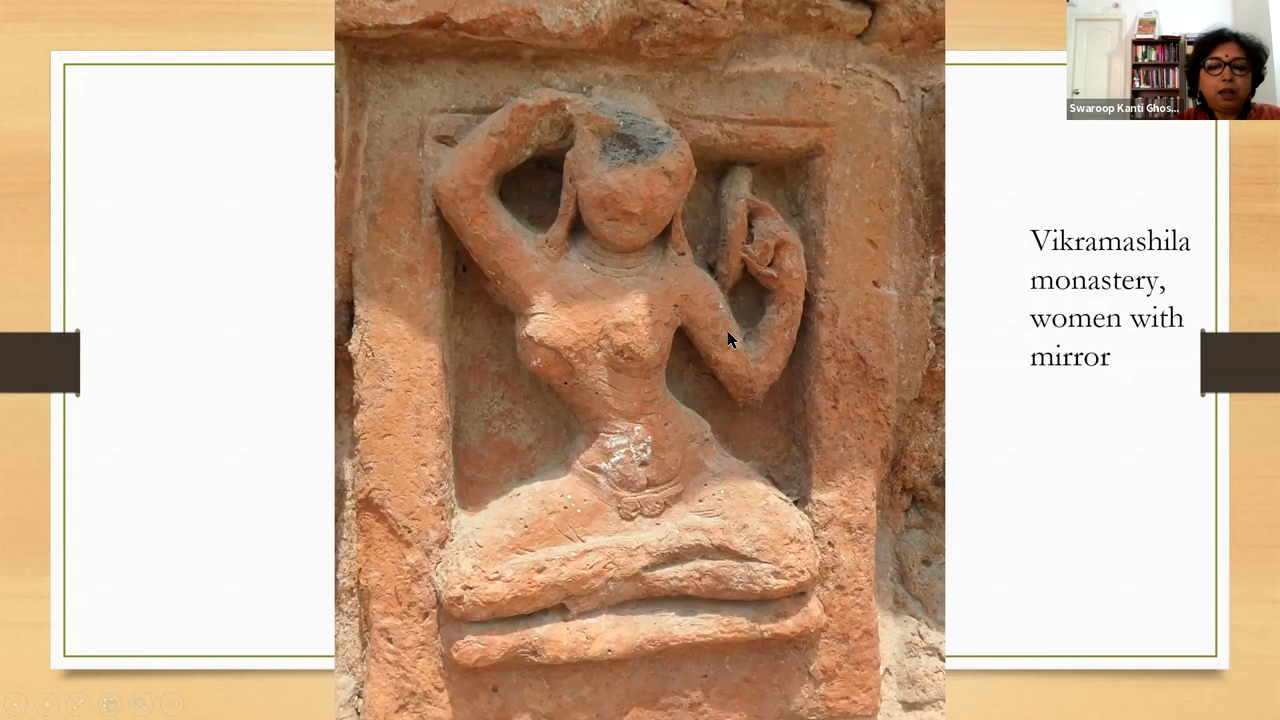 Swaroop Kanti Ghos...
Vikramashila
monastery,
women with
mirror